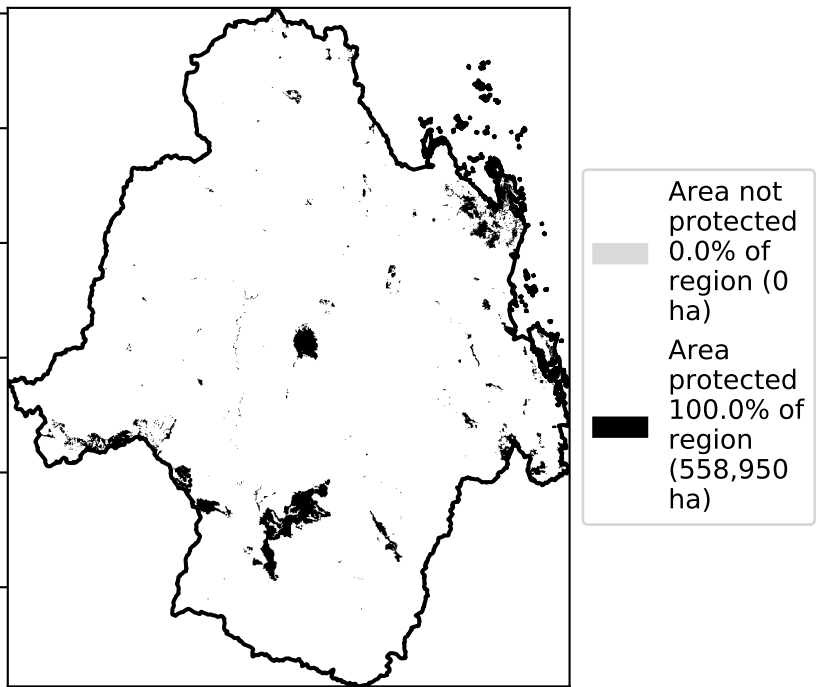 Area not
protected
0.0% of
region (0
ha)
Area
protected
100.0% of
region
(558,950
ha)